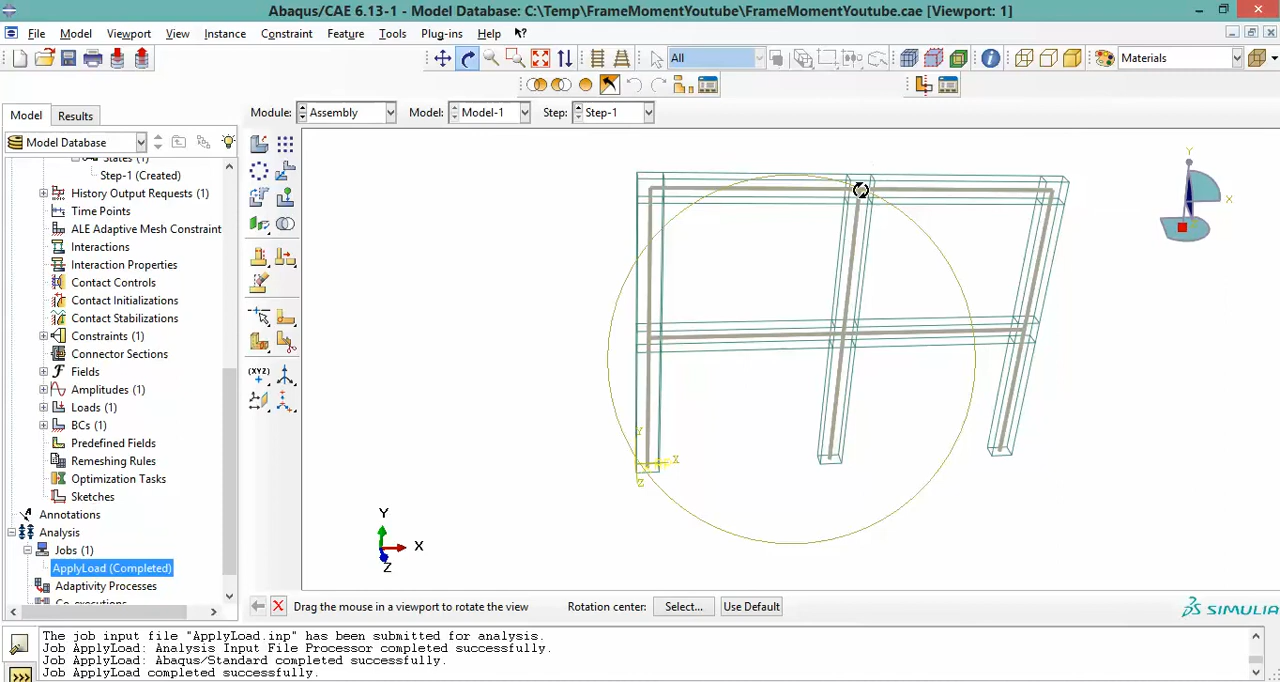 Abaqus/CAE 6.13-1 - Model Database: C:\Temp\FrameMomentYoutube\FrameMomentYoutube.cae [Viewport: 1]
File Model Viewport View Instance Constraint Feature Tools Plug-ins Help
All
Materials
Model Results
Module: Assembly Model: Model-1 Step: Step-1
Model Database
States (1)
Step-1 (Created)
History Output Requests (1)
Time Points
ALE Adaptive Mesh Constraint
Interactions
Interaction Properties
Contact Controls
Contact Initializations
Contact Stabilizations
Constraints (1)
Connector Sections
Fields
Amplitudes (1)
Loads (1)
BCs (1)
Predefined Fields
Remeshing Rules
Optimization Tasks
Sketches
Annotations
Analysis
Jobs (1)
ApplyLoad (Completed)
Adaptivity Processes
Co-executions
(XYZ)
Y
X
Y
X
Z
Y
X
Z
Drag the mouse in a viewport to rotate the view Rotation center: Select... Use Default
SIMULIA
The job input file "ApplyLoad.inp" has been submitted for analysis.
Job ApplyLoad: Analysis Input File Processor completed successfully.
Job ApplyLoad: Abaqus/Standard completed successfully.
Job ApplyLoad completed successfully.
>>>